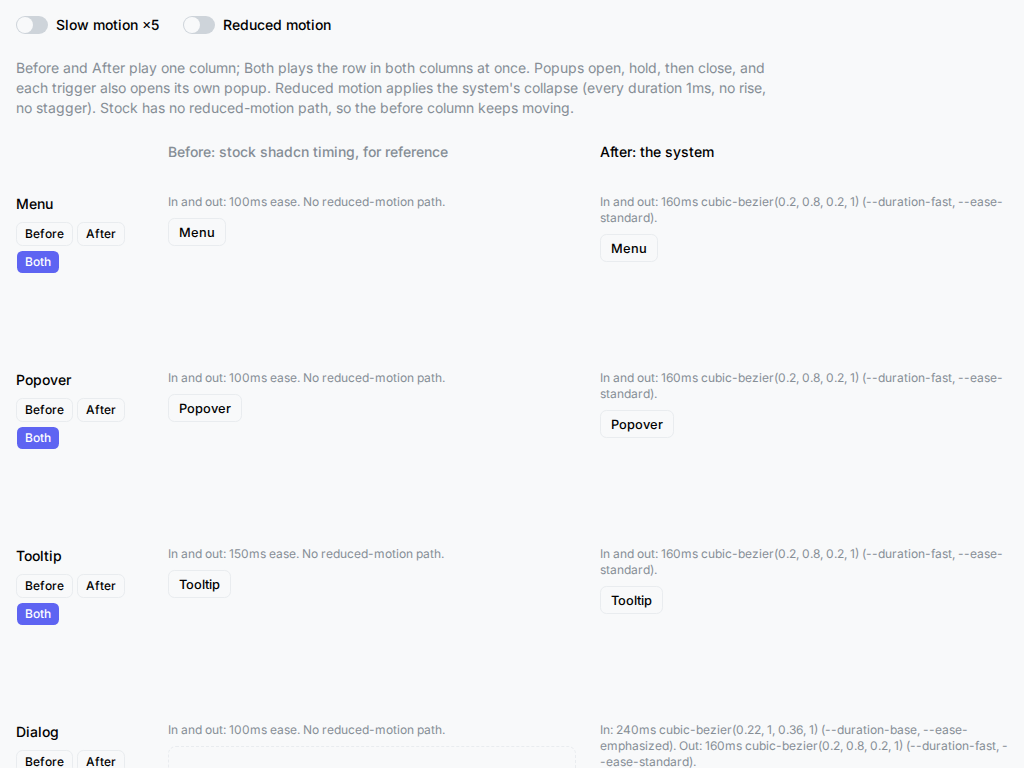 Slow motion ×5
Reduced motion
Before and After play one column; Both plays the row in both columns at once. Popups open, hold, then close, and
each trigger also opens its own popup. Reduced motion applies the system's collapse (every duration 1ms, no rise,
no stagger). Stock has no reduced-motion path, so the before column keeps moving.
Before: stock shadcn timing, for reference
After: the system
Menu
Before
After
Both
In and out: 100ms ease. No reduced-motion path.
Menu
In and out: 160ms cubic-bezier(0.2, 0.8, 0.2, 1) (--duration-fast, --ease-
standard).
Menu
Popover
Before
After
Both
In and out: 100ms ease. No reduced-motion path.
Popover
In and out: 160ms cubic-bezier(0.2, 0.8, 0.2, 1) (--duration-fast, --ease-
standard).
Popover
Tooltip
Before
After
Both
In and out: 150ms ease. No reduced-motion path.
Tooltip
In and out: 160ms cubic-bezier(0.2, 0.8, 0.2, 1) (--duration-fast, --ease-
standard).
Tooltip
Dialog
Before
After
In and out: 100ms ease. No reduced-motion path.
In: 240ms cubic-bezier(0.22, 1, 0.36, 1) (--duration-base, --ease-
emphasized). Out: 160ms cubic-bezier(0.2, 0.8, 0.2, 1) (--duration-fast, -
-ease-standard).